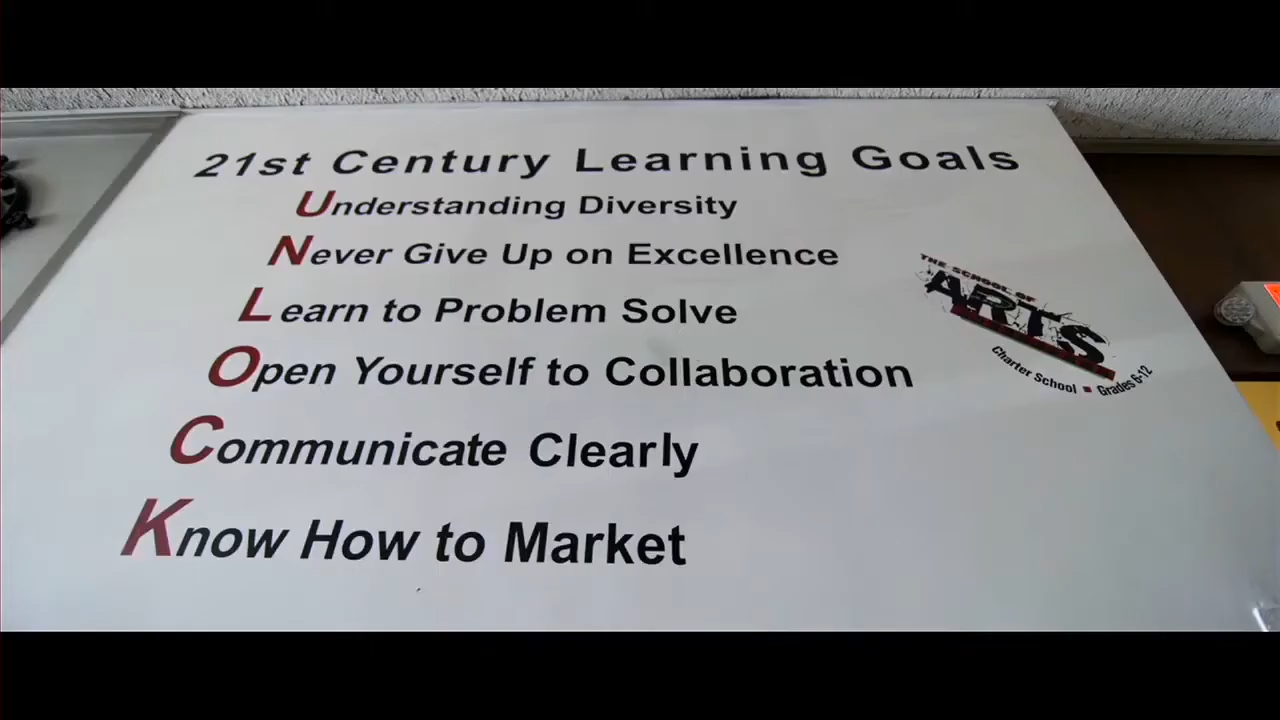 21st Century Learning Goals
Understanding Diversity
Never Give Up on Excellence
Learn to Problem Solve
Open Yourself to Collaboration
Communicate Clearly
Know How to Market
THE SCHOOL OF
ARTS
Charter School ■ Grades 6-12